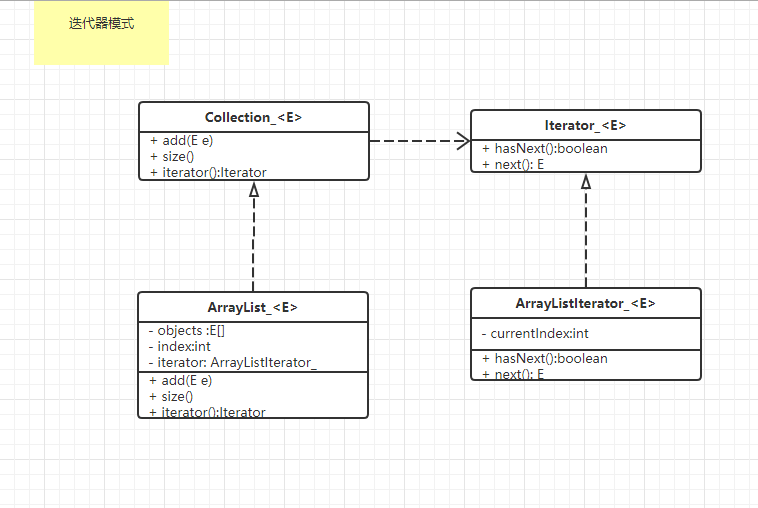 迭代器模式
Collection_<E>
+ add(E e)
+ size()
+ iterator():Iterator
Iterator_<E>
+ hasNext():boolean
+ next(): E
ArrayList_<E>
- objects :E[]
- index:int
- iterator: ArrayListIterator_
+ add(E e)
+ size()
+ iterator():Iterator
ArrayListIterator_<E>
- currentIndex:int
+ hasNext():boolean
+ next(): E